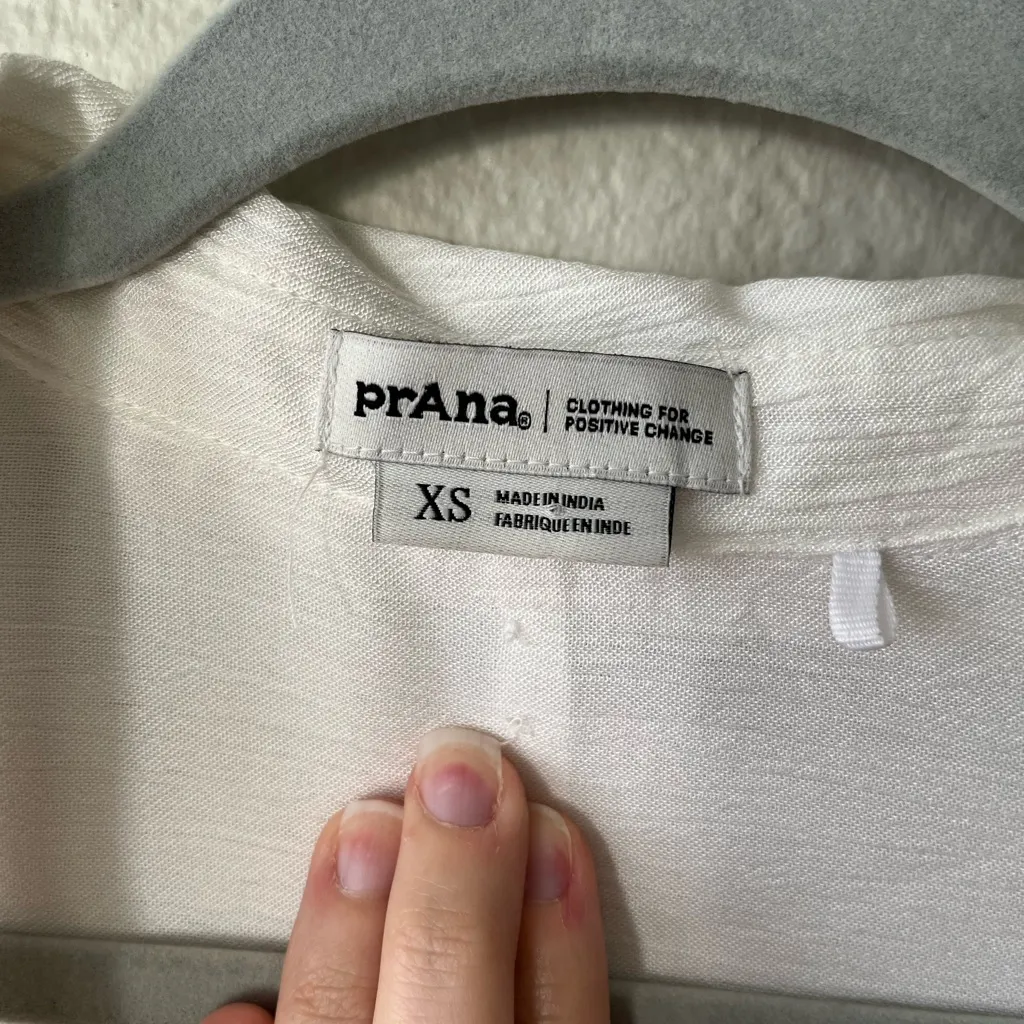 prAna® | CLOTHING FOR
POSITIVE CHANGE
XS MADE IN INDIA
FABRIQUE EN INDE